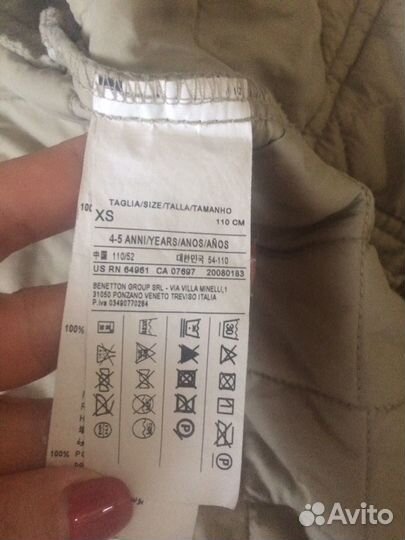 TAGLIA/SIZE/TALLA/TAMANHO
XS 110 CM
4-5 ANNI/YEARS/ANOS/AÑOS
中国 110/52 대한민국 54-110
US RN 64961 CA 07697 20080183
BENETTON GROUP SRL - VIA VILLA MINELLI,1
31050 PONZANO VENETO TREVISO ITALIA
P.iva 03490770264
30
100%
P
P
100%
Avito